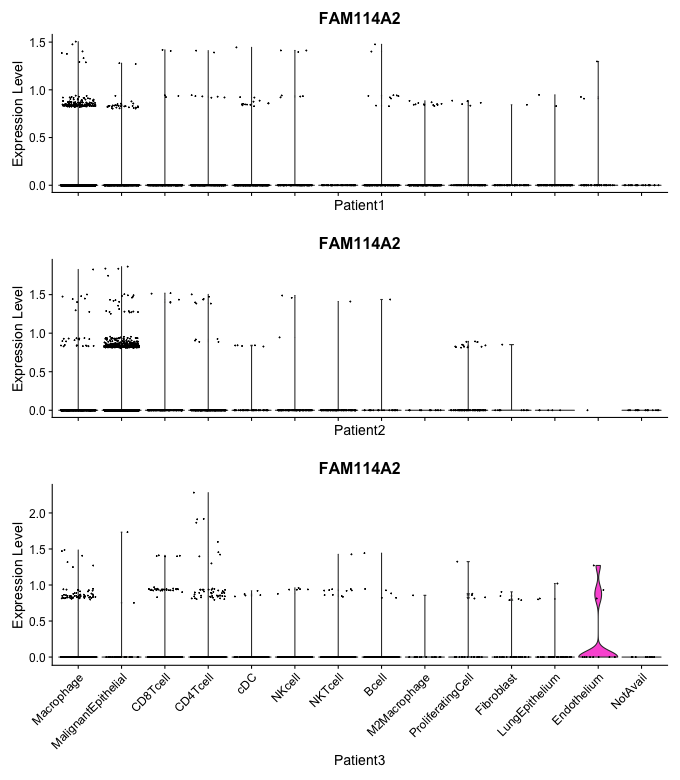 FAM114A2
Expression Level
1.5
1.0
0.5
0.0
Patient1
FAM114A2
Expression Level
1.5
1.0
0.5
0.0
Patient2
FAM114A2
Expression Level
2.0
1.5
1.0
0.5
0.0
Macrophage
MalignantEpithelial
CD8Tcell
CD4Tcell
cDC
NKcell
NKTcell
Bcell
M2Macrophage
ProliferatingCell
Fibroblast
LungEpithelium
Endothelium
NotAvail
Patient3